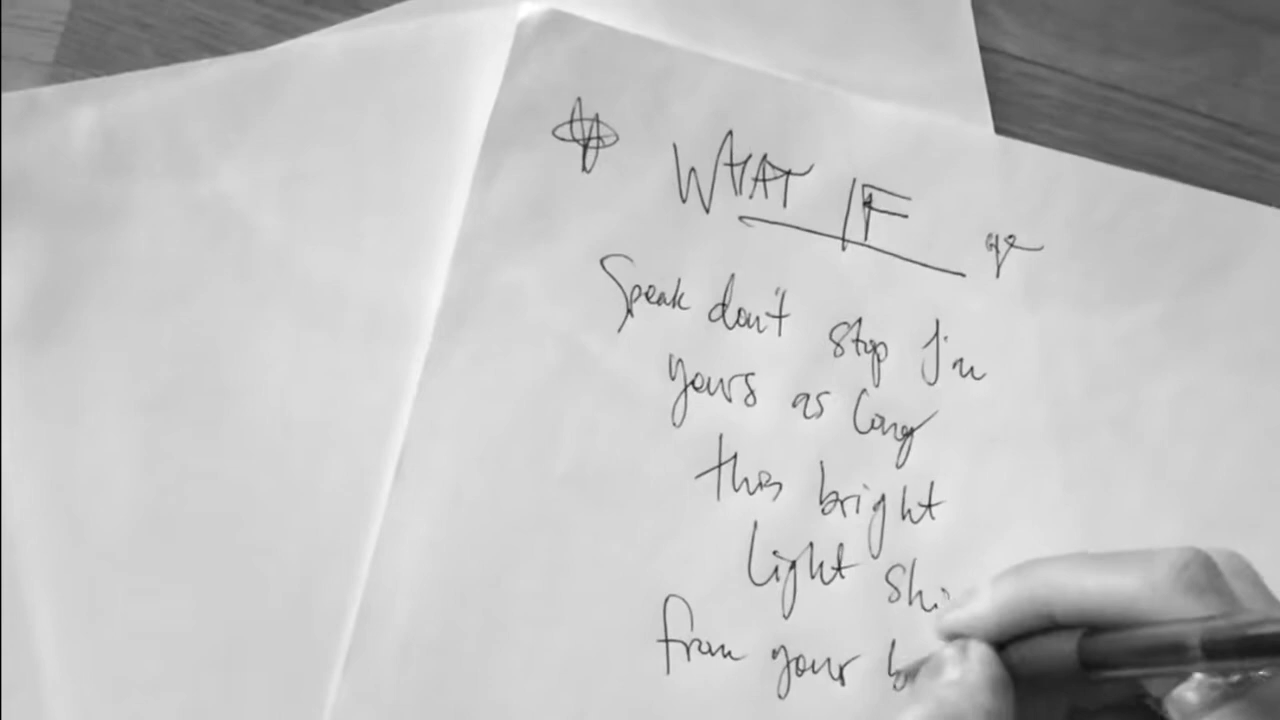 WHAT IF
Speak don't stop I'm
yours as long
this bright
light
from your